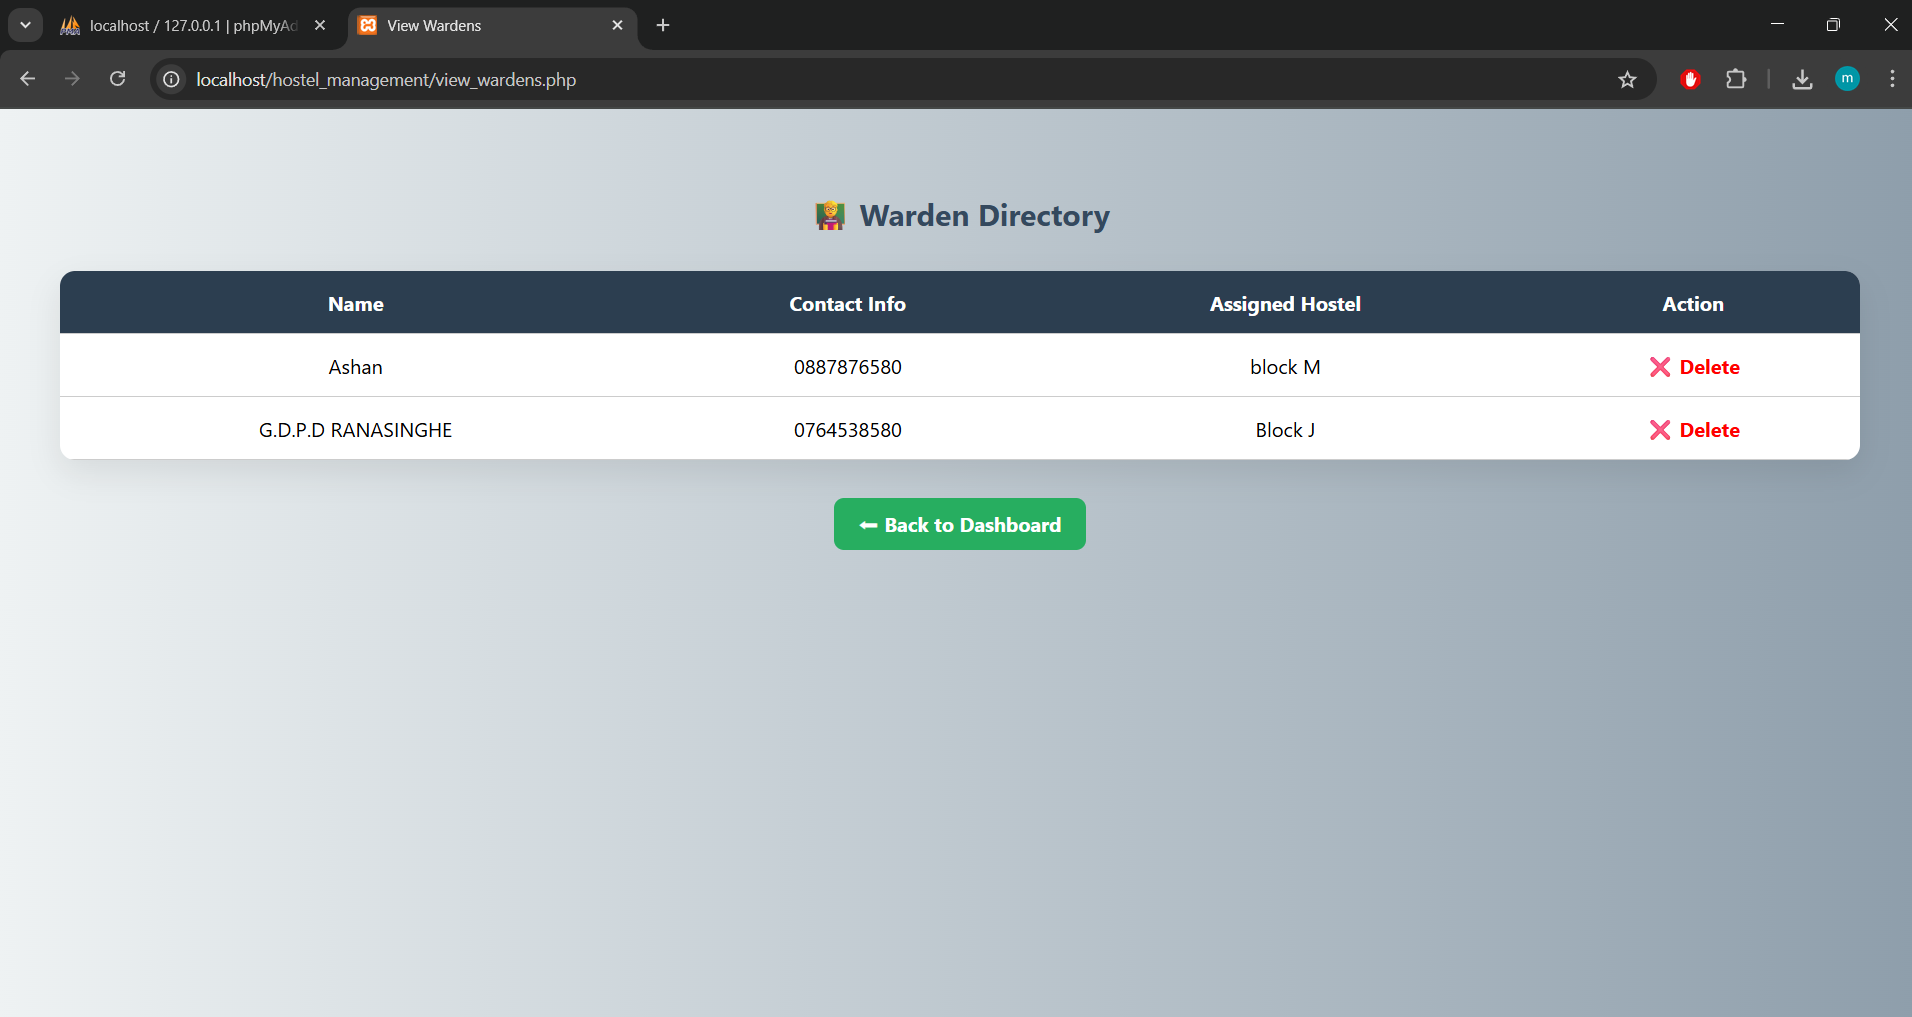 localhost / 127.0.0.1 | phpMyAd
View Wardens
localhost/hostel_management/view_wardens.php
m
Warden Directory
Name Contact Info Assigned Hostel Action
Ashan 0887876580 block M ❌ Delete
G.D.P.D RANASINGHE 0764538580 Block J ❌ Delete
⬅ Back to Dashboard